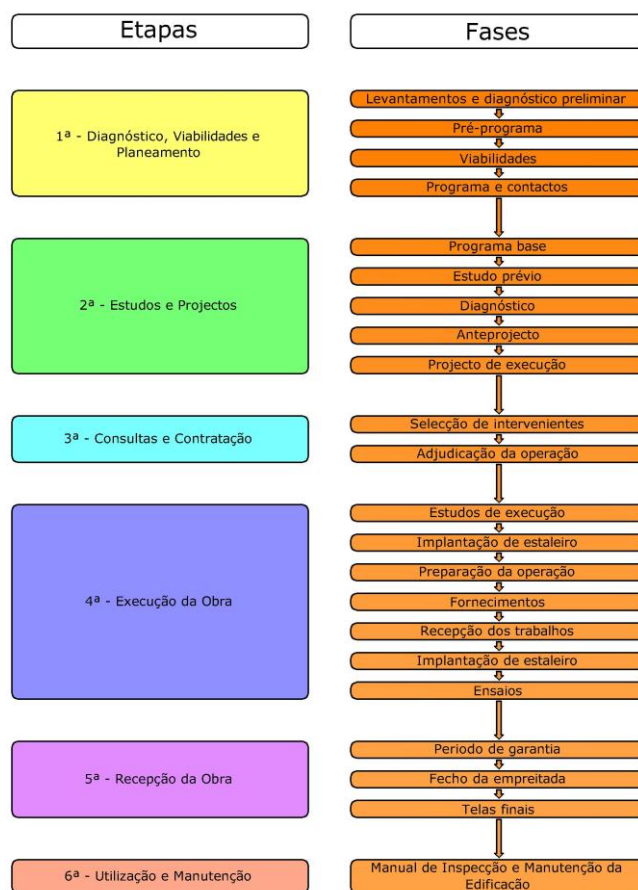 Etapas
Fases
1ª - Diagnóstico, Viabilidades e
Planeamento
Levantamentos e diagnóstico preliminar
Pré-programa
Viabilidades
Programa e contactos
2ª - Estudos e Projectos
Programa base
Estudo prévio
Diagnóstico
Anteprojecto
Projecto de execução
3ª - Consultas e Contratação
Selecção de intervenientes
Adjudicação da operação
4ª - Execução da Obra
Estudos de execução
Implantação de estaleiro
Preparação da operação
Fornecimentos
Recepção dos trabalhos
Implantação de estaleiro
Ensaios
5ª - Recepção da Obra
Periodo de garantia
Fecho da empreitada
Telas finais
6ª - Utilização e Manutenção
Manual de Inspecção e Manutenção da
Edificação